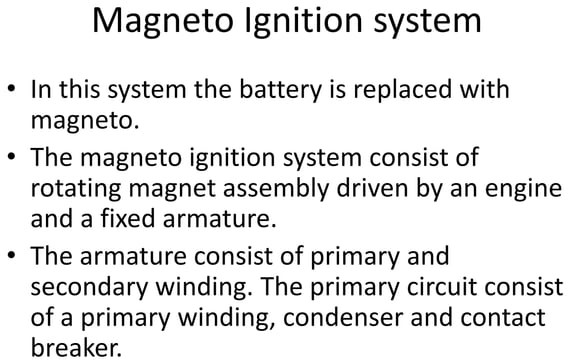 Magneto Ignition system
• In this system the battery is replaced with
magneto.
• The magneto ignition system consist of
rotating magnet assembly driven by an engine
and a fixed armature.
• The armature consist of primary and
secondary winding. The primary circuit consist
of a primary winding, condenser and contact
breaker.